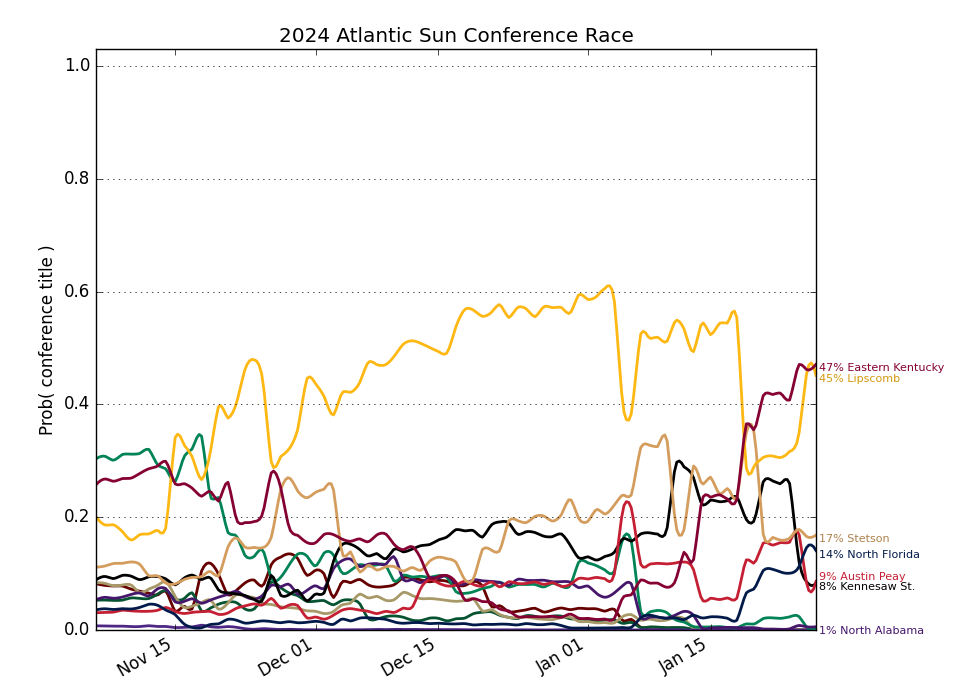 2024 Atlantic Sun Conference Race
1.0
0.8
0.6
0.4
0.2
0.0
Prob( conference title )
47% Eastern Kentucky
45% Lipscomb
17% Stetson
14% North Florida
9% Austin Peay
8% Kennesaw St.
1% North Alabama
Nov 15
Dec 01
Dec 15
Jan 01
Jan 15